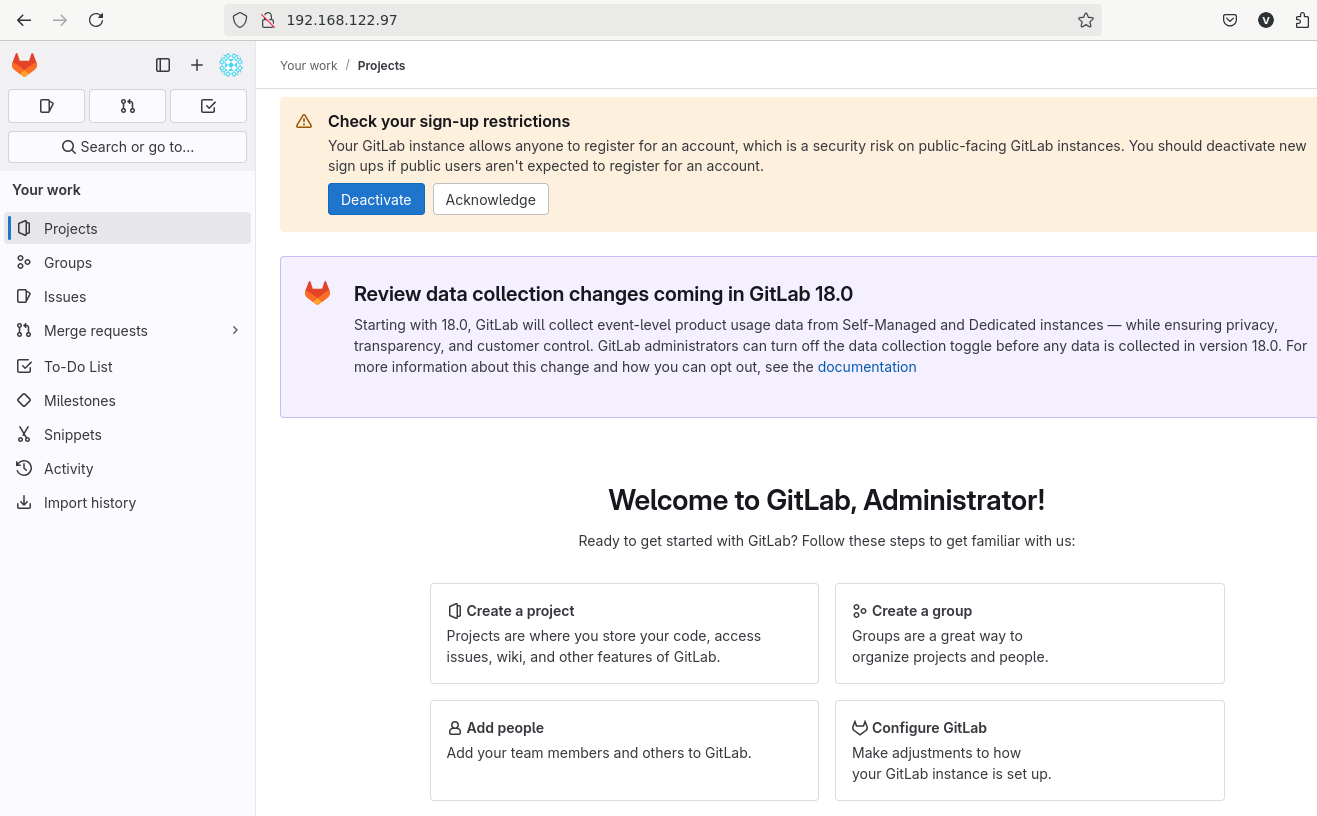 192.168.122.97
V
Your work / Projects
Search or go to...
Your work
Projects
Groups
Issues
Merge requests
To-Do List
Milestones
Snippets
Activity
Import history
Check your sign-up restrictions
Your GitLab instance allows anyone to register for an account, which is a security risk on public-facing GitLab instances. You should deactivate new
sign ups if public users aren't expected to register for an account.
Deactivate
Acknowledge
Review data collection changes coming in GitLab 18.0
Starting with 18.0, GitLab will collect event-level product usage data from Self-Managed and Dedicated instances — while ensuring privacy,
transparency, and customer control. GitLab administrators can turn off the data collection toggle before any data is collected in version 18.0. For
more information about this change and how you can opt out, see the documentation
Welcome to GitLab, Administrator!
Ready to get started with GitLab? Follow these steps to get familiar with us:
Create a project
Projects are where you store your code, access
issues, wiki, and other features of GitLab.
Create a group
Groups are a great way to
organize projects and people.
Add people
Add your team members and others to GitLab.
Configure GitLab
Make adjustments to how
your GitLab instance is set up.